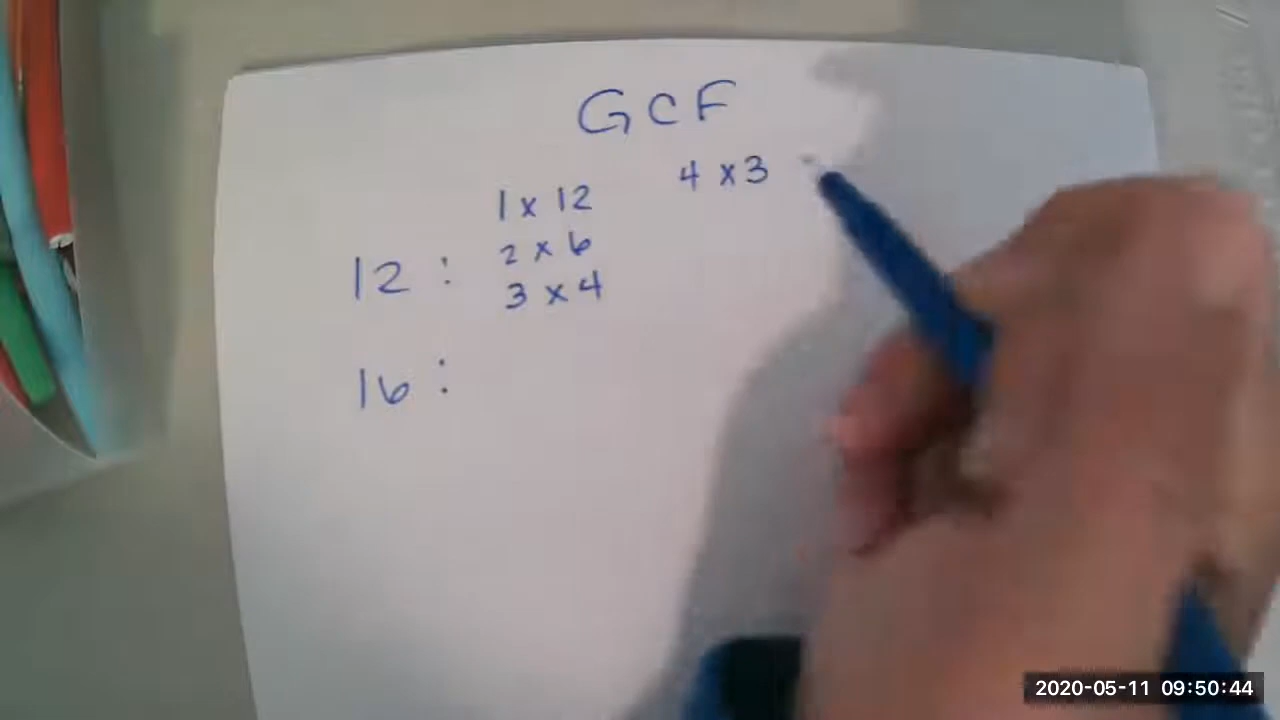 GCF
4 x 3
1 x 12
2 x 6
12 :
3 x 4
16 :
2020-05-11 09:50:44